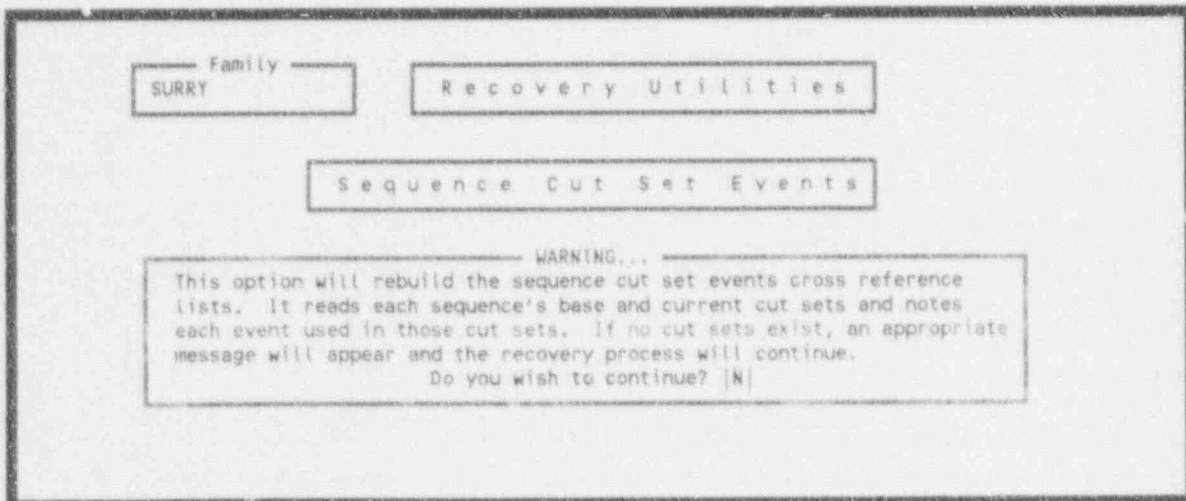 Family
SURRY
Recovery Utilities
Sequence Cut Set Events
WARNING...
This option will rebuild the sequence cut set events cross reference
lists. It reads each sequence's base and current cut sets and notes
each event used in those cut sets. If no cut sets exist, an appropriate
message will appear and the recovery process will continue.
Do you wish to continue? |N|